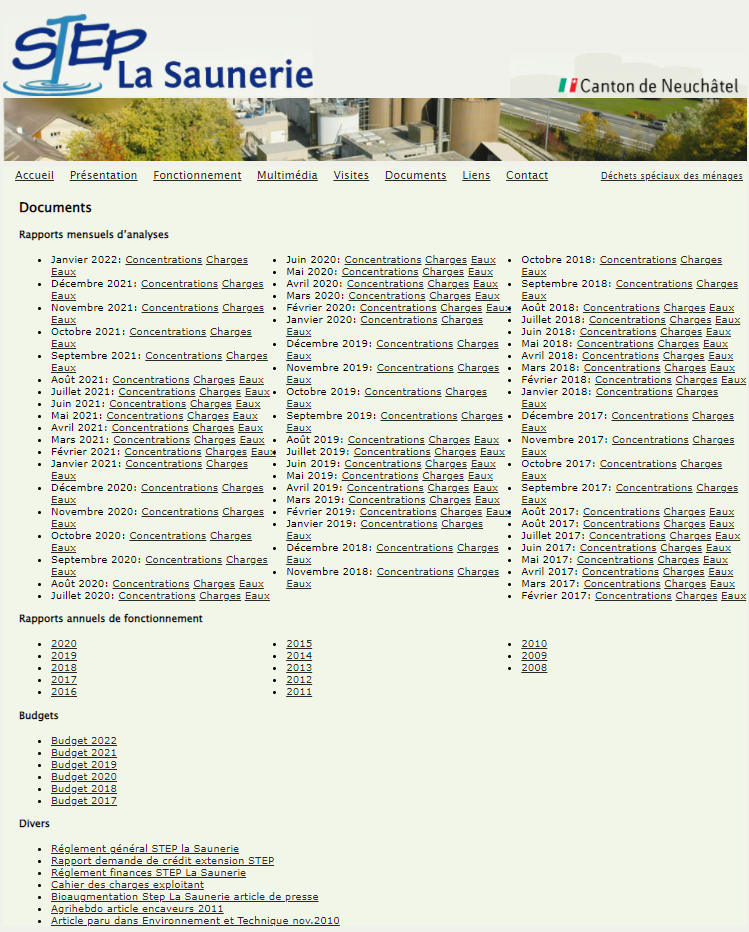 STEP
La Saunerie
Canton de Neuchâtel
Accueil Présentation Fonctionnement Multimédia Visites Documents Liens Contact Déchets spéciaux des ménages
Documents
Rapports mensuels d'analyses
Janvier 2022: Concentrations Charges
Eaux
Décembre 2021: Concentrations Charges
Eaux
Novembre 2021: Concentrations Charges
Eaux
Octobre 2021: Concentrations Charges
Eaux
Septembre 2021: Concentrations Charges
Eaux
Août 2021: Concentrations Charges Eaux
Juillet 2021: Concentrations Charges Eaux
Juin 2021: Concentrations Charges Eaux
Mai 2021: Concentrations Charges Eaux
Avril 2021: Concentrations Charges Eaux
Mars 2021: Concentrations Charges Eaux
Février 2021: Concentrations Charges Eaux
Janvier 2021: Concentrations Charges
Eaux
Décembre 2020: Concentrations Charges
Eaux
Novembre 2020: Concentrations Charges
Eaux
Octobre 2020: Concentrations Charges
Eaux
Septembre 2020: Concentrations Charges
Eaux
Août 2020: Concentrations Charges Eaux
Juillet 2020: Concentrations Charges Eaux
Juin 2020: Concentrations Charges Eaux
Mai 2020: Concentrations Charges Eaux
Avril 2020: Concentrations Charges Eaux
Mars 2020: Concentrations Charges Eaux
Février 2020: Concentrations Charges Eaux
Janvier 2020: Concentrations Charges
Eaux
Décembre 2019: Concentrations Charges
Eaux
Novembre 2019: Concentrations Charges
Eaux
Octobre 2019: Concentrations Charges
Eaux
Septembre 2019: Concentrations Charges
Eaux
Août 2019: Concentrations Charges Eaux
Juillet 2019: Concentrations Charges Eaux
Juin 2019: Concentrations Charges Eaux
Mai 2019: Concentrations Charges Eaux
Avril 2019: Concentrations Charges Eaux
Mars 2019: Concentrations Charges Eaux
Février 2019: Concentrations Charges Eaux
Janvier 2019: Concentrations Charges
Eaux
Décembre 2018: Concentrations Charges
Eaux
Novembre 2018: Concentrations Charges
Eaux
Octobre 2018: Concentrations Charges
Eaux
Septembre 2018: Concentrations Charges
Eaux
Août 2018: Concentrations Charges Eaux
Juillet 2018: Concentrations Charges Eaux
Juin 2018: Concentrations Charges Eaux
Mai 2018: Concentrations Charges Eaux
Avril 2018: Concentrations Charges Eaux
Mars 2018: Concentrations Charges Eaux
Février 2018: Concentrations Charges Eaux
Janvier 2018: Concentrations Charges
Eaux
Décembre 2017: Concentrations Charges
Eaux
Novembre 2017: Concentrations Charges
Eaux
Octobre 2017: Concentrations Charges
Eaux
Septembre 2017: Concentrations Charges
Eaux
Août 2017: Concentrations Charges Eaux
Août 2017: Concentrations Charges Eaux
Juillet 2017: Concentrations Charges Eaux
Juin 2017: Concentrations Charges Eaux
Mai 2017: Concentrations Charges Eaux
Avril 2017: Concentrations Charges Eaux
Mars 2017: Concentrations Charges Eaux
Février 2017: Concentrations Charges Eaux
Rapports annuels de fonctionnement
2020
2019
2018
2017
2016
2015
2014
2013
2012
2011
2010
2009
2008
Budgets
Budget 2022
Budget 2021
Budget 2019
Budget 2020
Budget 2018
Budget 2017
Divers
Réglement général STEP la Saunerie
Rapport demande de crédit extension STEP
Réglement finances STEP La Saunerie
Cahier des charges exploitant
Bioaugmentation Step La Saunerie article de presse
Agrihebdo article encaveurs 2011
Article paru dans Environnement et Technique nov.2010